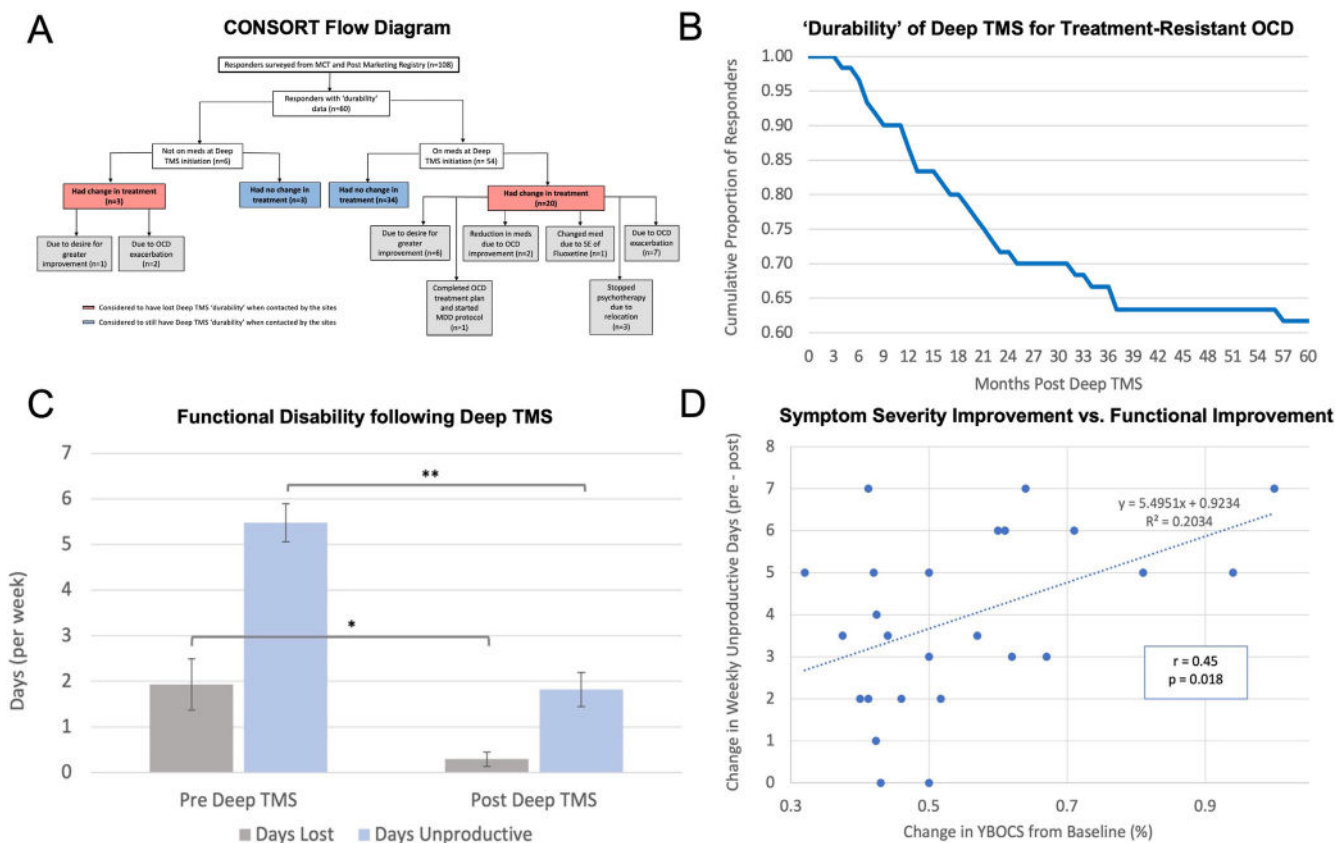 A
CONSORT Flow Diagram
Responders surveyed from MCT and Post Marketing Registry (n=108)
Responders with 'durability'
data (n=60)
Not on meds at Deep
TMS initiation (n=6)
On meds at Deep
TMS initiation (n= 54)
Had change in treatment
(n=3)
Had no change in
treatment (n=3)
Had no change in
treatment (n=34)
Had change in treatment
(n=20)
Due to desire for
greater
improvement (n=1)
Due to OCD
exacerbation
(n=2)
Due to desire for
greater
improvement (n=6)
Reduction in meds
due to OCD
improvement (n=2)
Changed med
due to SE of
Fluoxetine (n=1)
Due to OCD
exacerbation
(n=7)
Completed OCD
treatment plan
and started
MDD protocol
(n=1)
Stopped
psychotherapy
due to
relocation
(n=3)
Considered to have lost Deep TMS 'durability' when contacted by the sites
Considered to still have Deep TMS 'durability' when contacted by the sites
B
'Durability' of Deep TMS for Treatment-Resistant OCD
Cumulative Proportion of Responders
1.00
0.95
0.90
0.85
0.80
0.75
0.70
0.65
0.60
0 3 6 9 12 15 18 21 24 27 30 33 36 39 42 45 48 51 54 57 60
Months Post Deep TMS
C
Functional Disability following Deep TMS
Days (per week)
7
6
5
4
3
2
1
0
**
*
Pre Deep TMS Post Deep TMS
Days Lost Days Unproductive
D
Symptom Severity Improvement vs. Functional Improvement
Change in Weekly Unproductive Days (pre - post)
8
7
6
5
4
3
2
1
0
y = 5.4951x + 0.9234
R² = 0.2034
r = 0.45
p = 0.018
0.3 0.5 0.7 0.9
Change in YBOCS from Baseline (%)